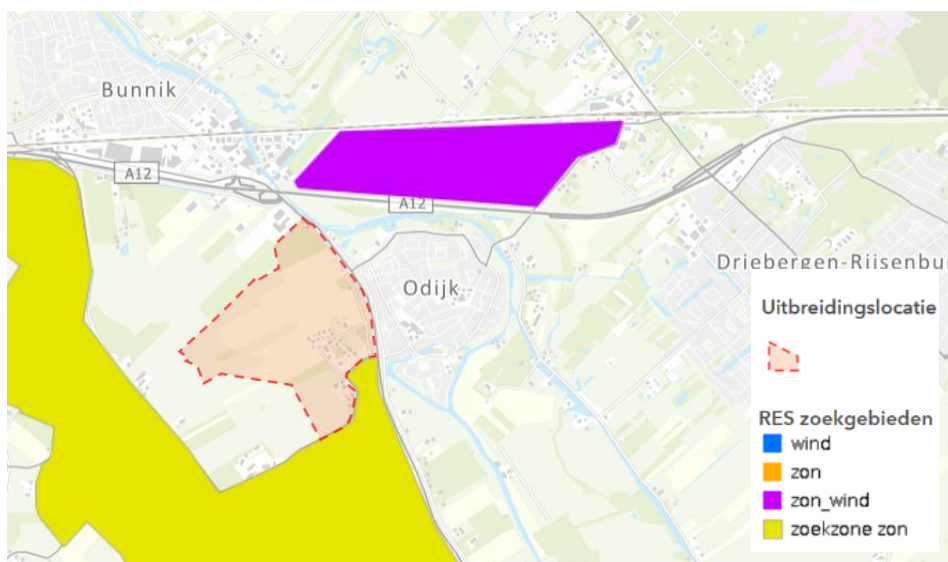 Bunnik
A12
A12
Odijk
Driebergen-Rijsenbu
Uitbreidingslocatie
RES zoekgebieden
wind
zon
zon_wind
zoekzone zon